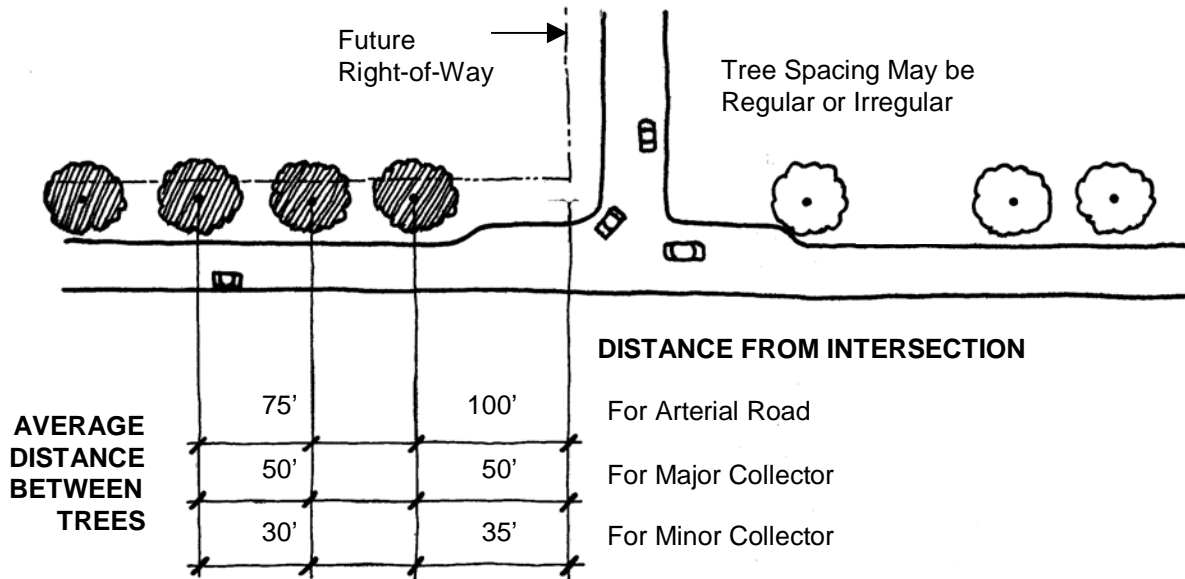 Future
Right-of-Way
Tree Spacing May be
Regular or Irregular
DISTANCE FROM INTERSECTION
AVERAGE
DISTANCE
BETWEEN
TREES
75’ 100’ For Arterial Road
50’ 50’ For Major Collector
30’ 35’ For Minor Collector